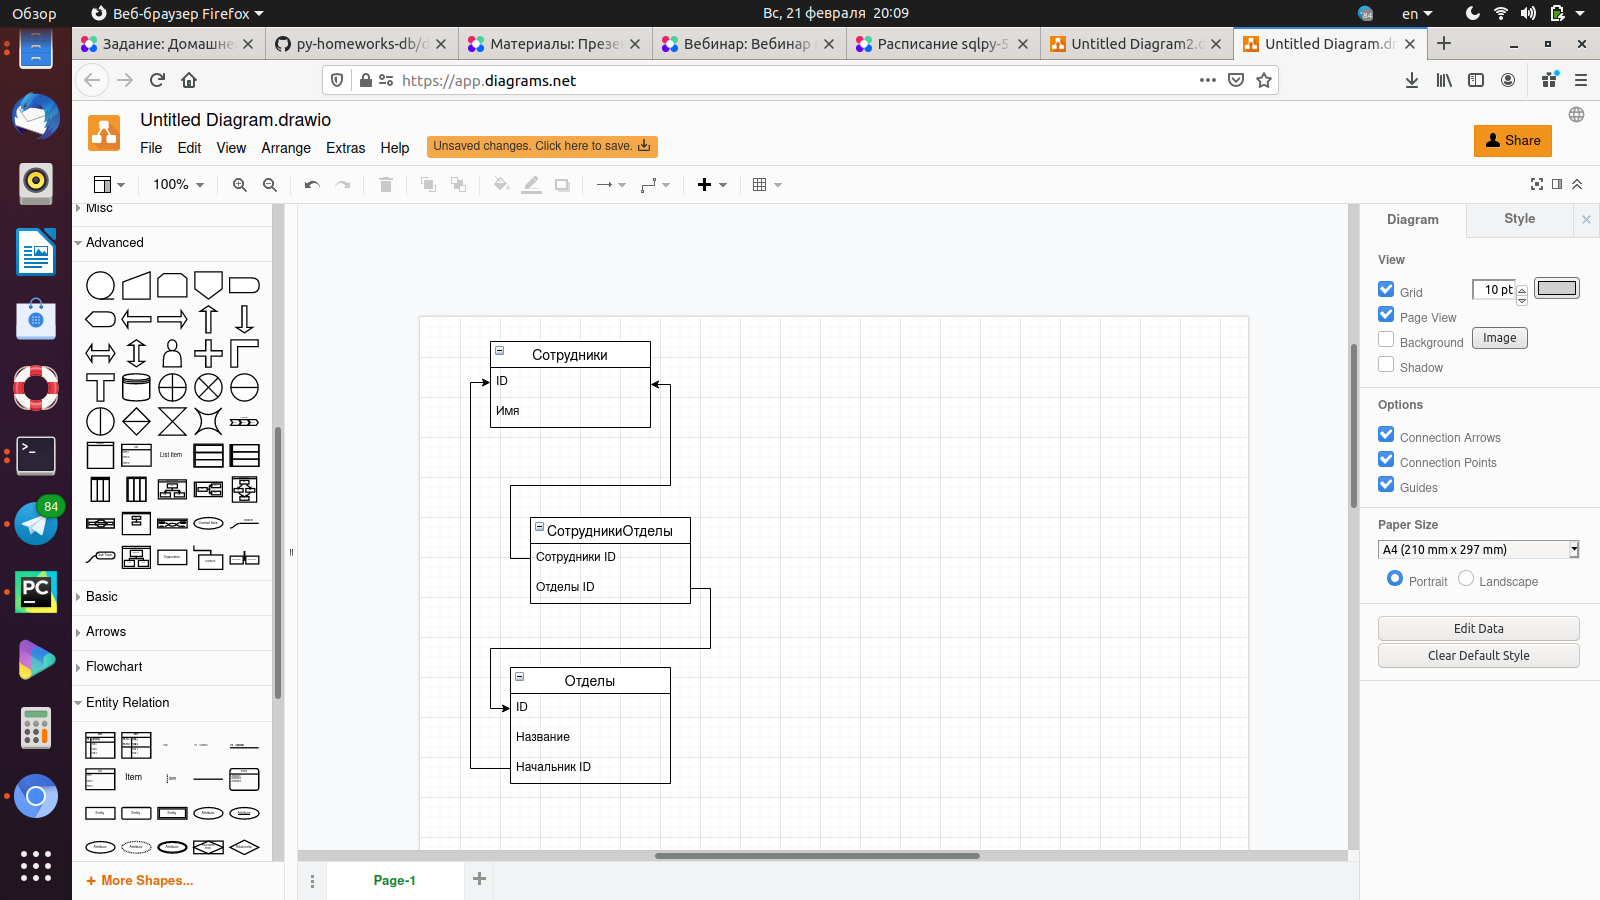 Обзор
Веб-браузер Firefox
Вс, 21 февраля 20:09
84
en
Задание: Домашне
py-homeworks-db/d
Материалы: Презе
Вебинар: Вебинар
Расписание sqlpy-5
Untitled Diagram2.d
Untitled Diagram.dr
https://app.diagrams.net
Untitled Diagram.drawio
File
Edit
View
Arrange
Extras
Help
Unsaved changes. Click here to save.
Share
100%
Misc
Advanced
List Item
Basic
Arrows
Flowchart
Entity Relation
Item
+ More Shapes...
84
PC
Сотрудники
ID
Имя
СотрудникиОтделы
Сотрудники ID
Отделы ID
Отделы
ID
Название
Начальник ID
Page-1
Diagram
Style
View
Grid
10 pt
Page View
Background
Image
Shadow
Options
Connection Arrows
Connection Points
Guides
Paper Size
A4 (210 mm x 297 mm)
Portrait
Landscape
Edit Data
Clear Default Style